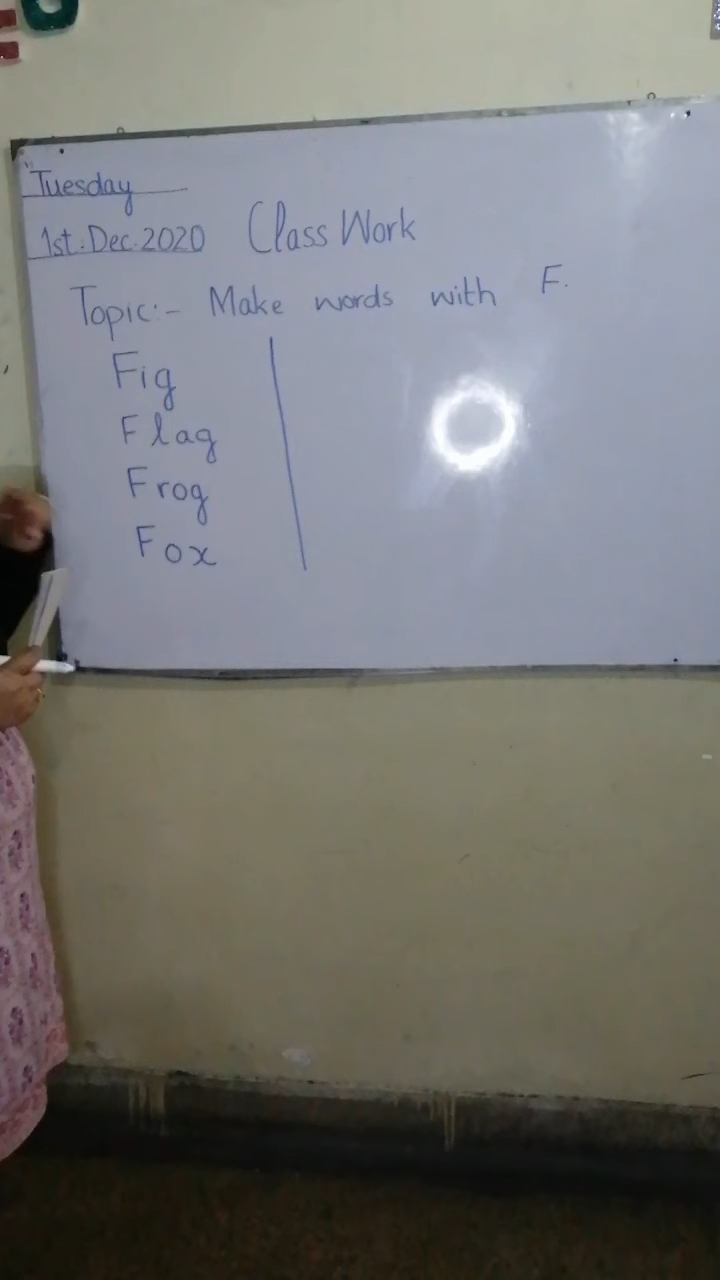 Tuesday
1st.Dec.2020 Class Work
Topic:- Make words with F.
Fig
Flag
Frog
Fox